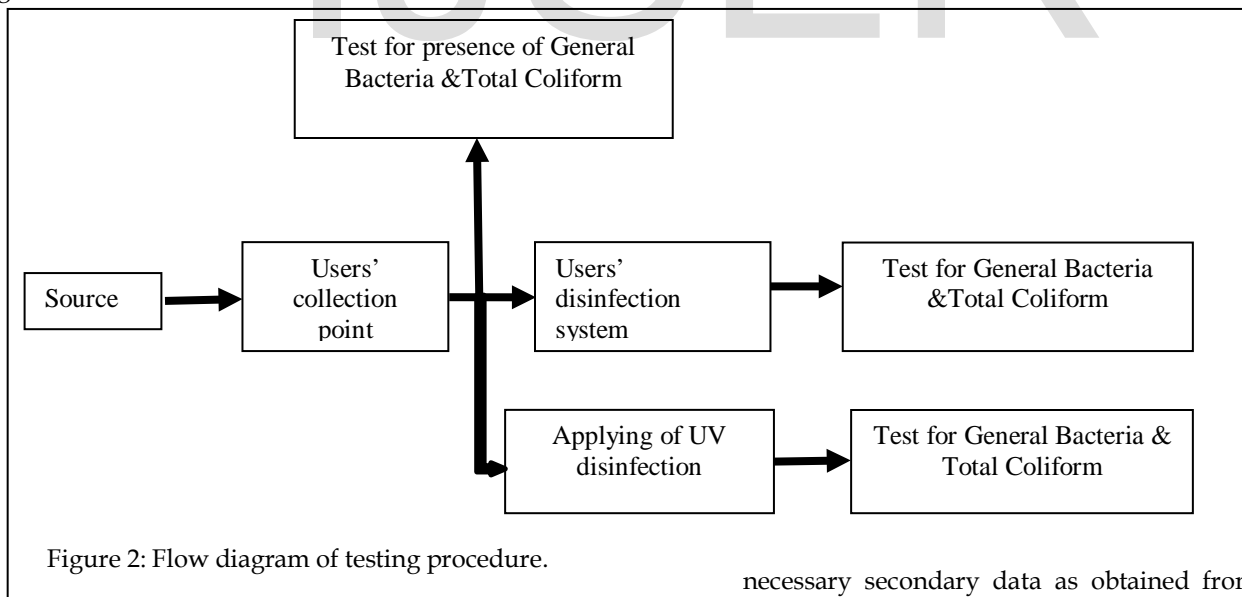 Test for presence of General
Bacteria &Total Coliform
Source
Users'
collection
point
Users'
disinfection
system
Test for General Bacteria
&Total Coliform
Applying of UV
disinfection
Test for General Bacteria &
Total Coliform
Figure 2: Flow diagram of testing procedure.
necessary secondary data as obtained from